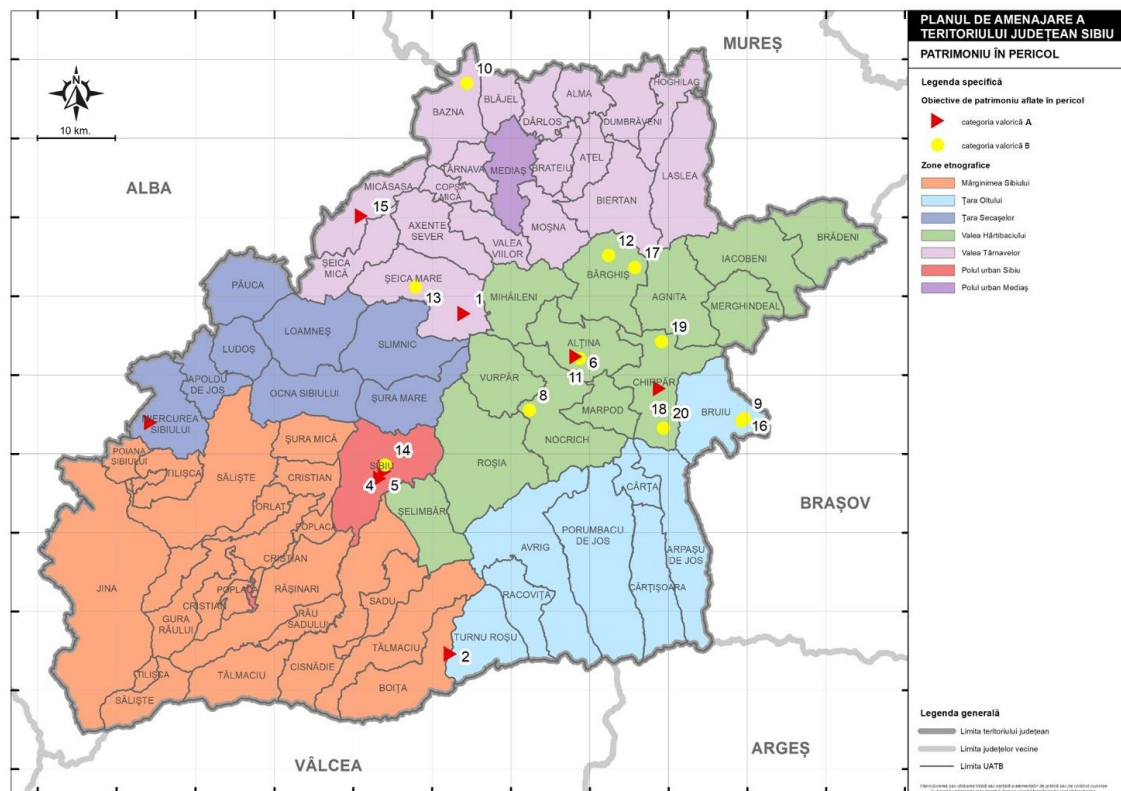 PLANUL DE AMENAJARE A
TERITORIULUI JUDEȚEAN SIBIU
PATRIMONIU ÎN PERICOL
Legenda specifică
Obiective de patrimoniu aflate în pericol
categoria valorică A
categoria valorică B
Zone etnografice
Mărginimea Sibiului
Țara Oltului
Țara Secașelor
Valea Hârtibaciului
Valea Târnavelor
Polul urban Sibiu
Polul urban Mediaș
Legenda generală
Limita teritoriului județean
Limita județelor vecine
Limita UATB
N
10 km.
MUREȘ
ALBA
BRAȘOV
ARGEȘ
VÂLCEA
10
BAZNA
BLĂJEL
DÂRLOS
ALMA
HOGHILAG
DUMBRĂVENI
TÂRNAVA
MEDIAȘ
BRATEIU
AȚEL
LASLEA
MICĂSASA
COPȘA
MICĂ
BIERTAN
15
AXENTE
SEVER
MOȘNA
VALEA
VIILOR
ȘEICA
MICĂ
ȘEICA MARE
12
17
BÂRGHIȘ
IACOBENI
BRĂDENI
PĂUCA
13
1
MIHĂILENI
AGNITA
MERGHINDEAL
LOAMNEȘ
SLIMNIC
19
LUDOȘ
ALȚINA
6
11
APOLDU
DE JOS
OCNA SIBIULUI
ȘURA MARE
VURPĂR
8
CHIRPĂR
MARPOD
18
20
BRUIU
9
16
MIERCUREA
SIBIULUI
NOCRICH
ȘURA MICĂ
14
POIANA
SIBIULUI
TILIȘCA
SĂLIȘTE
CRISTIAN
SIBIU
4
5
ROȘIA
CÂRȚA
ORLAT
ȘELIMBĂR
POPLACA
PORUMBACU
DE JOS
AVRIG
ARPAȘU
DE JOS
CRISTIAN
JINA
POPLACA
RĂȘINARI
SADU
RACOVIȚA
CÂRȚIȘOARA
CRISTIAN
GURA
RÂULUI
RÂU
SADULUI
TURNU ROȘU
TĂLMACIU
2
CISNĂDIE
TILIȘCA
TĂLMACIU
BOIȚA
SĂLIȘTE